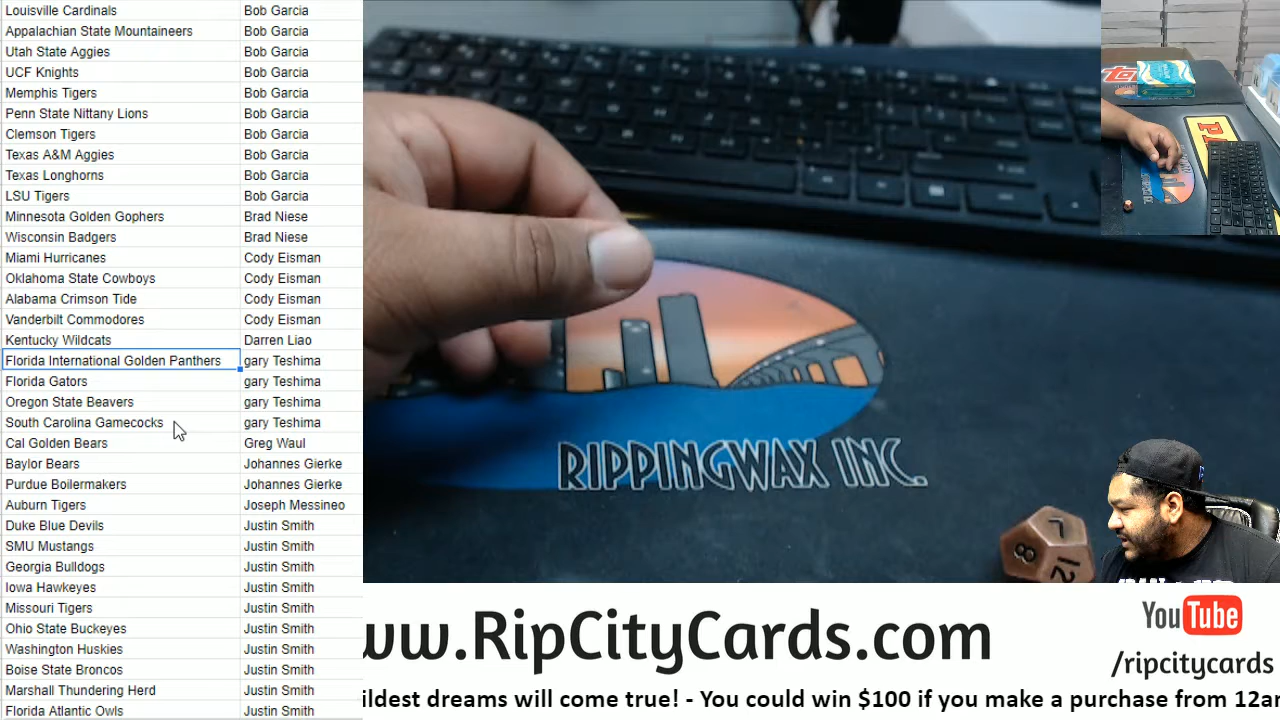 Louisville Cardinals Bob Garcia
Appalachian State Mountaineers Bob Garcia
Utah State Aggies Bob Garcia
UCF Knights Bob Garcia
Memphis Tigers Bob Garcia
Penn State Nittany Lions Bob Garcia
Clemson Tigers Bob Garcia
Texas A&M Aggies Bob Garcia
Texas Longhorns Bob Garcia
LSU Tigers Bob Garcia
Minnesota Golden Gophers Brad Niese
Wisconsin Badgers Brad Niese
Miami Hurricanes Cody Eisman
Oklahoma State Cowboys Cody Eisman
Alabama Crimson Tide Cody Eisman
Vanderbilt Commodores Cody Eisman
Kentucky Wildcats Darren Liao
Florida International Golden Panthers gary Teshima
Florida Gators gary Teshima
Oregon State Beavers gary Teshima
South Carolina Gamecocks gary Teshima
Cal Golden Bears Greg Waul
Baylor Bears Johannes Gierke
Purdue Boilermakers Johannes Gierke
Auburn Tigers Joseph Messineo
Duke Blue Devils Justin Smith
SMU Mustangs Justin Smith
Georgia Bulldogs Justin Smith
Iowa Hawkeyes Justin Smith
Missouri Tigers Justin Smith
Ohio State Buckeyes Justin Smith
Washington Huskies Justin Smith
Boise State Broncos Justin Smith
Marshall Thundering Herd Justin Smith
Florida Atlantic Owls Justin Smith
RIPPINGWAX INC.
7
8
12
ww.RipCityCards.com
YouTube
/ripcitycards
ildest dreams will come true! - You could win $100 if you make a purchase from 12am